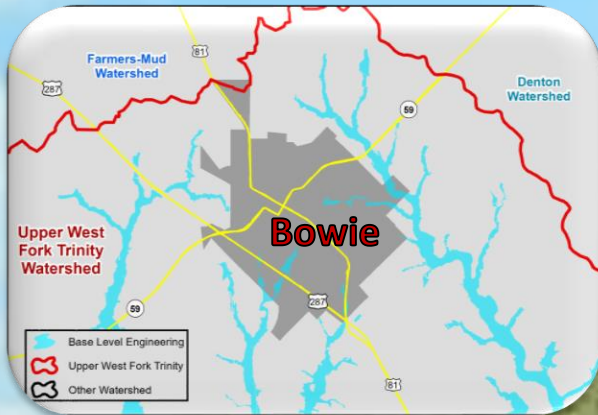 81
Farmers-Mud
Watershed
287
Denton
Watershed
59
Upper West
Fork Trinity
Watershed
Bowie
287
59
Base Level Engineering
Upper West Fork Trinity
Other Watershed
81